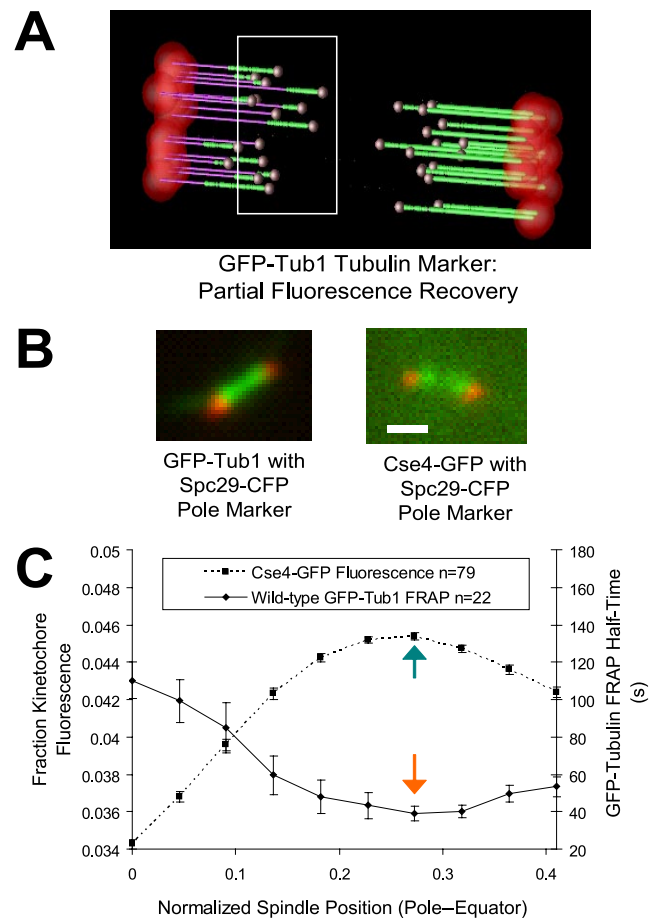 A
GFP-Tub1 Tubulin Marker:
Partial Fluorescence Recovery
B
GFP-Tub1 with
Spc29-CFP
Pole Marker
Cse4-GFP with
Spc29-CFP
Pole Marker
C
Cse4-GFP Fluorescence n=79
Wild-type GFP-Tub1 FRAP n=22
Fraction Kinetochore
Fluorescence
0.05
0.048
0.046
0.044
0.042
0.04
0.038
0.036
0.034
180
160
140
120
100
80
60
40
20
GFP-Tubulin FRAP Half-Time
(s)
0
0.1
0.2
0.3
0.4
Normalized Spindle Position (Pole–Equator)